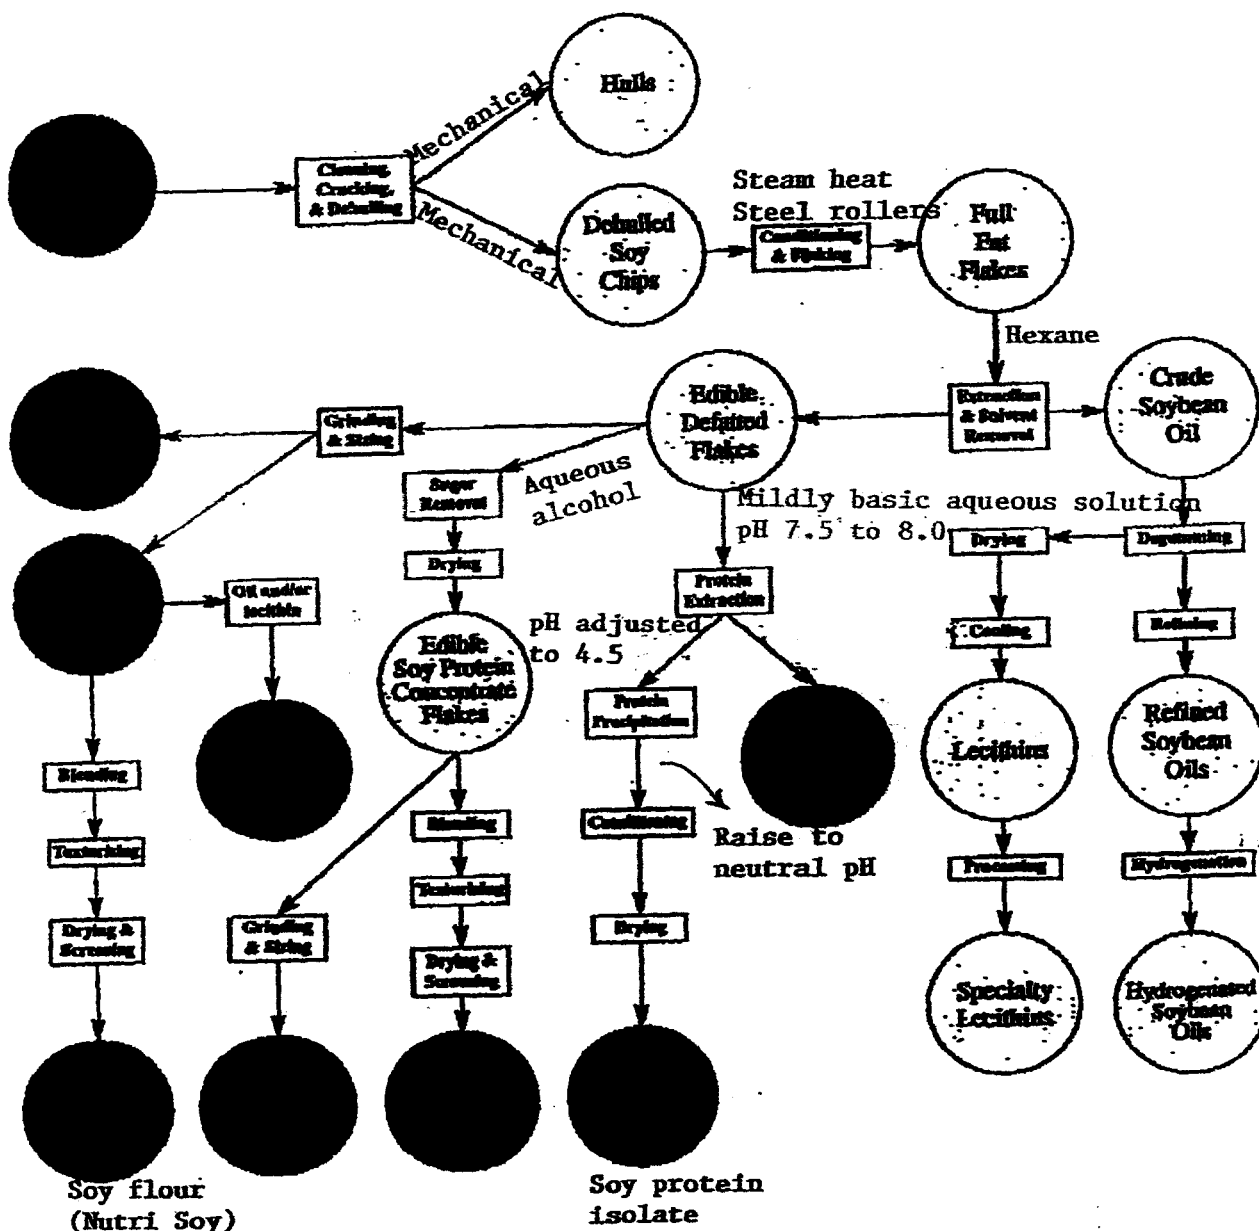 Hulls
Mechanical
Cleaning,
Cracking,
& Dehulling
Mechanical
Dehulled
Soy
Chips
Steam heat
Steel rollers
Conditioning
& Flaking
Full
Fat
Flakes
Hexane
Extraction
& Solvent
Removal
Crude
Soybean
Oil
Edible
Defatted
Flakes
Grinding
& Sizing
Aqueous
alcohol
Sugar
Removal
Drying
Mildly basic aqueous solution
pH 7.5 to 8.0
Drying
Degumming
Protein
Extraction
Oil and/or
lecithin
Edible
Soy Protein
Concentrate
Flakes
pH adjusted
to 4.5
Cooling
Refining
Protein
Precipitation
Lecithins
Refined
Soybean
Oils
Blending
Blending
Conditioning
Raise to
neutral pH
Texturizing
Texturizing
Processing
Hydrogenation
Drying &
Screening
Grinding
& Sizing
Drying &
Screening
Drying
Specialty
Lecithins
Hydrogenated
Soybean
Oils
Soy flour
(Nutri Soy)
Soy protein
isolate